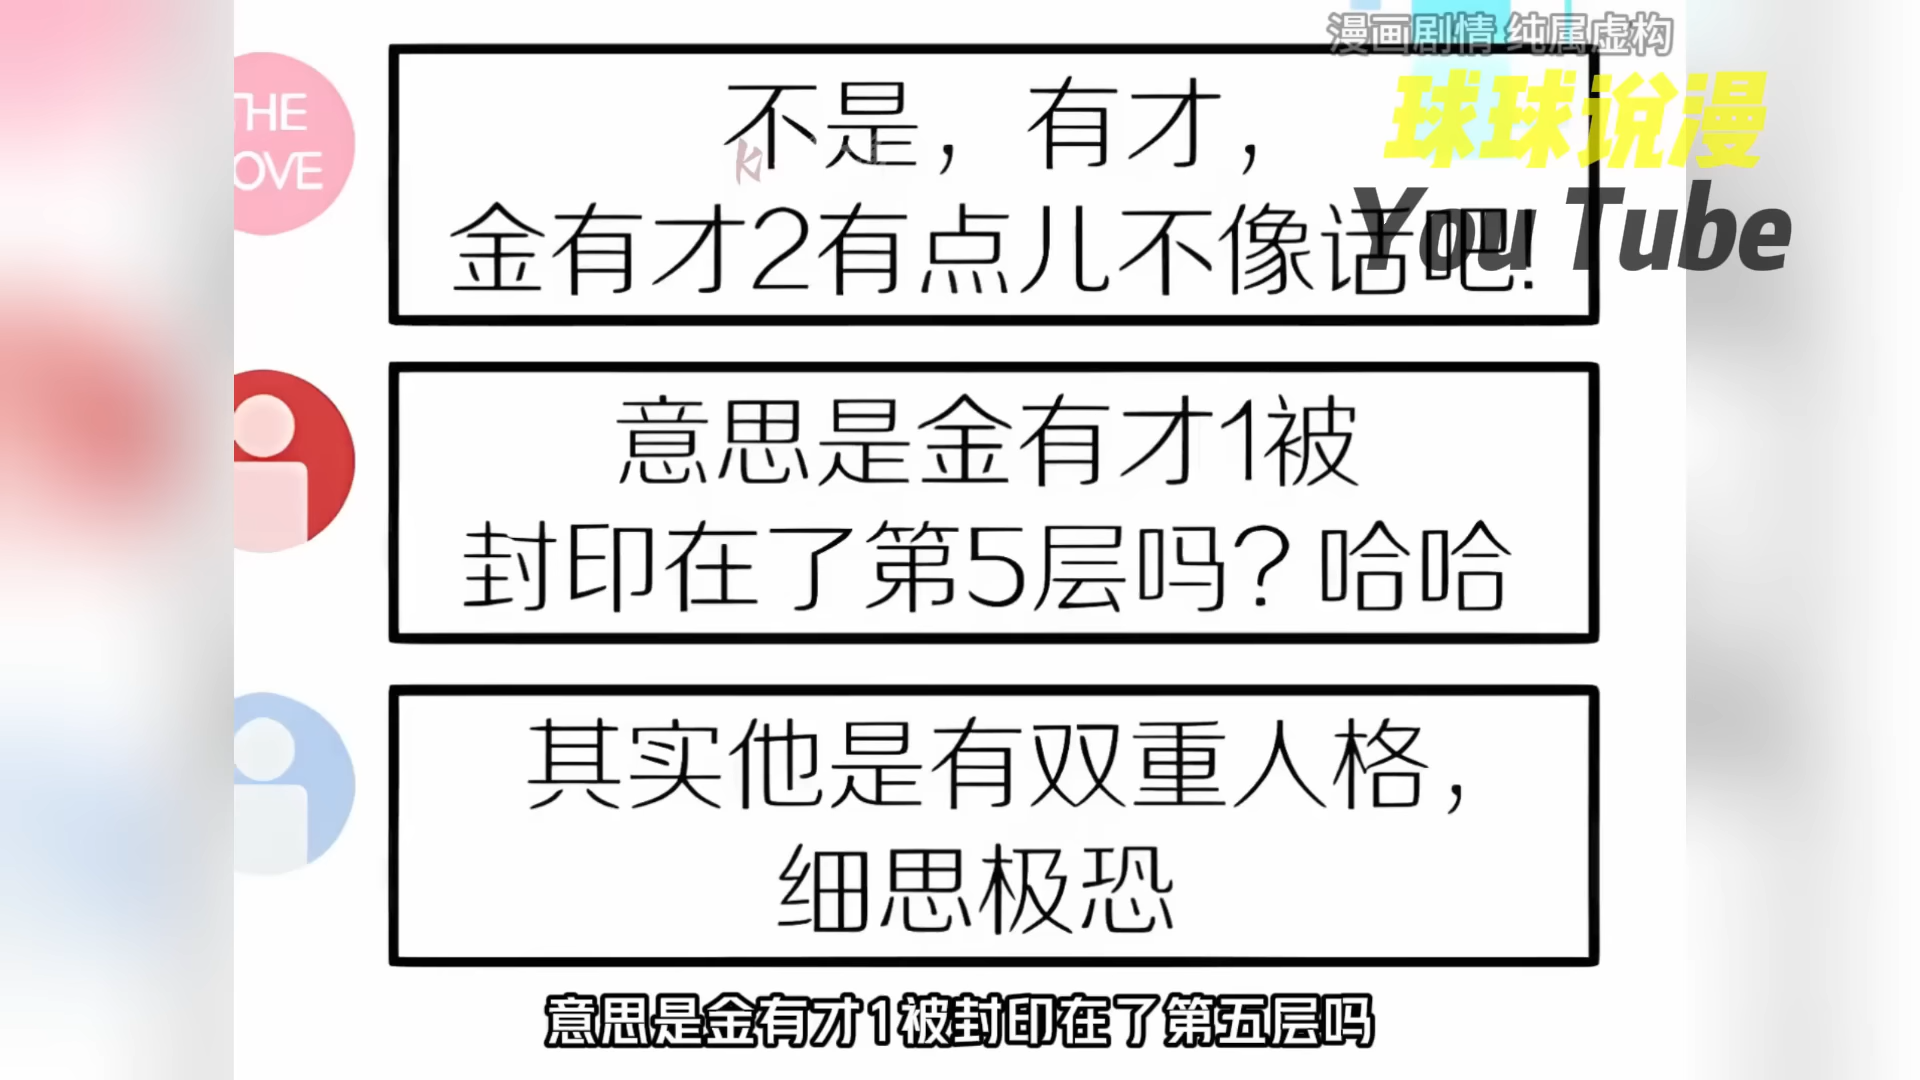 漫画剧情 纯属虚构
球球说漫
You Tube
THE
OVE
不是，有才，
金有才2有点儿不像话吧!
意思是金有才1被
封印在了第5层吗? 哈哈
其实他是有双重人格，
细思极恐
意思是金有才1被封印在了第五层吗